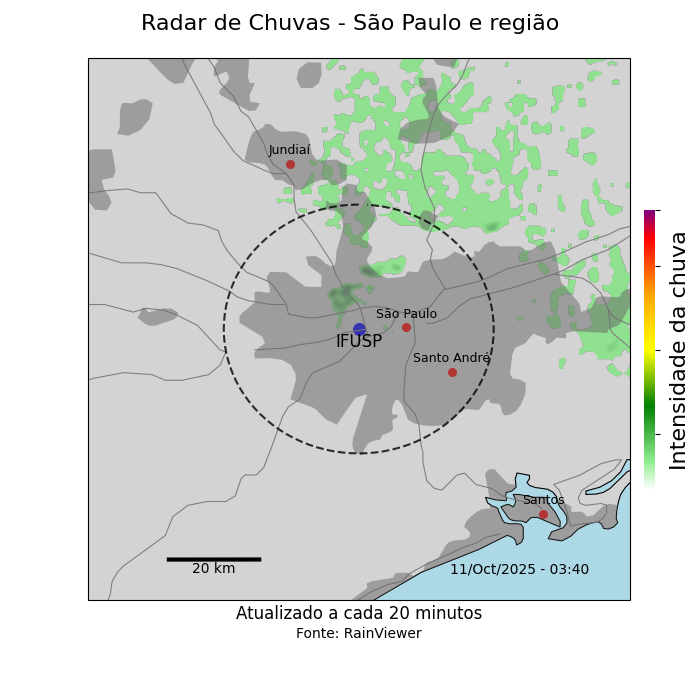 Radar de Chuvas - São Paulo e região
Jundiaí
São Paulo
IFUSP
Santo André
Santos
20 km
11/Oct/2025 - 03:40
Intensidade da chuva
Atualizado a cada 20 minutos
Fonte: RainViewer